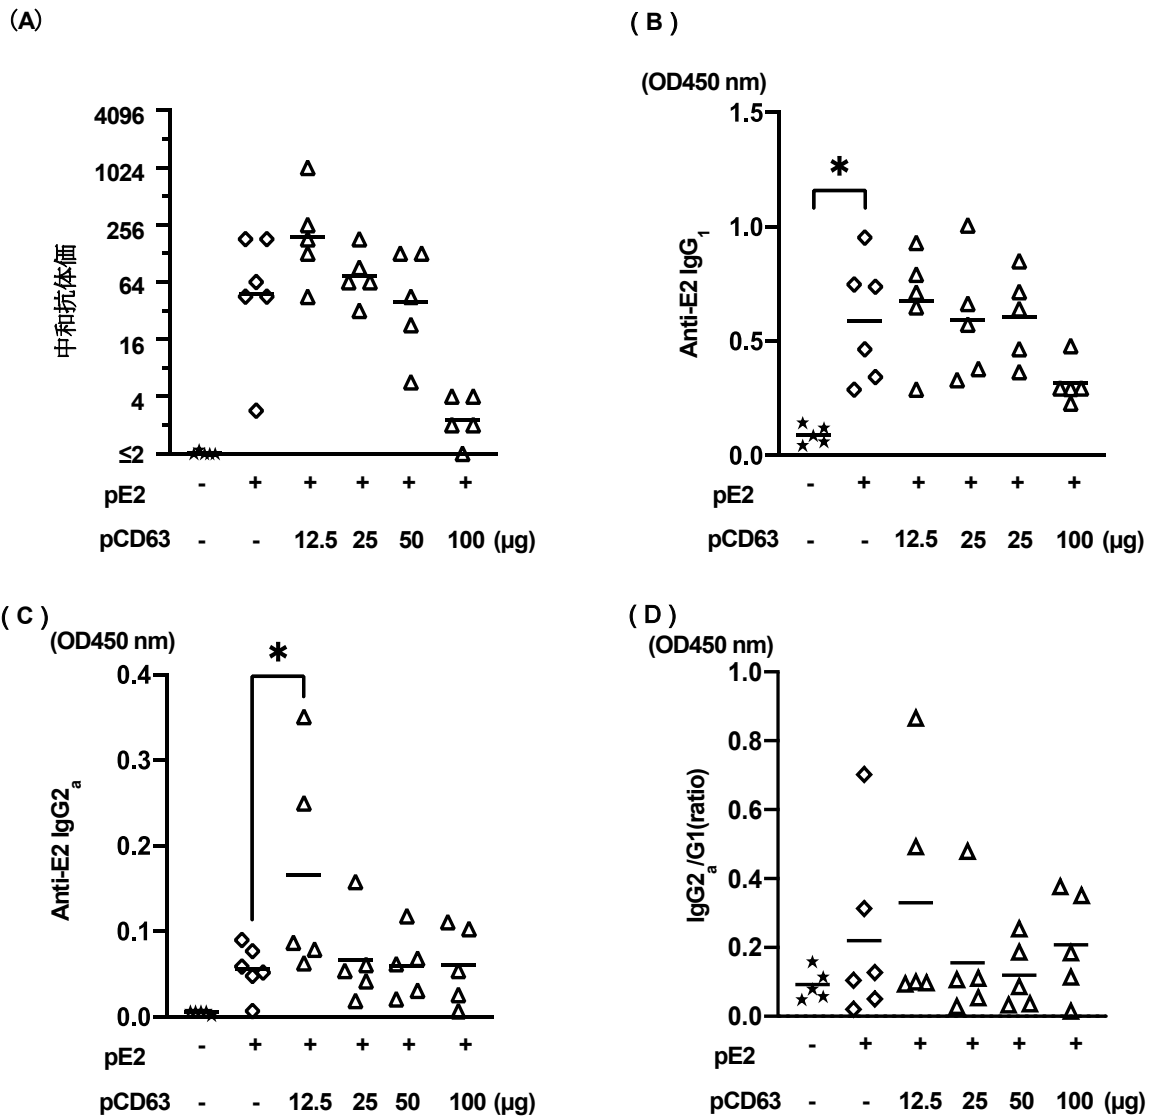 (A)
中和抗体価
4096
1024
256
64
16
4
≤2
pE2 - + + + + +
pCD63 - - 12.5 25 50 100 (µg)
( B )
(OD450 nm)
Anti-E2 IgG1
1.5
1.0
0.5
0.0
*
pE2 - + + + + +
pCD63 - - 12.5 25 25 100 (µg)
( C )
(OD450 nm)
Anti-E2 IgG2a
0.4
0.3
0.2
0.1
0.0
*
pE2 - + + + + +
pCD63 - - 12.5 25 50 100 (µg)
( D )
(OD450 nm)
IgG2a/G1(ratio)
1.0
0.8
0.6
0.4
0.2
0.0
pE2 - + + + + +
pCD63 - - 12.5 25 50 100 (µg)